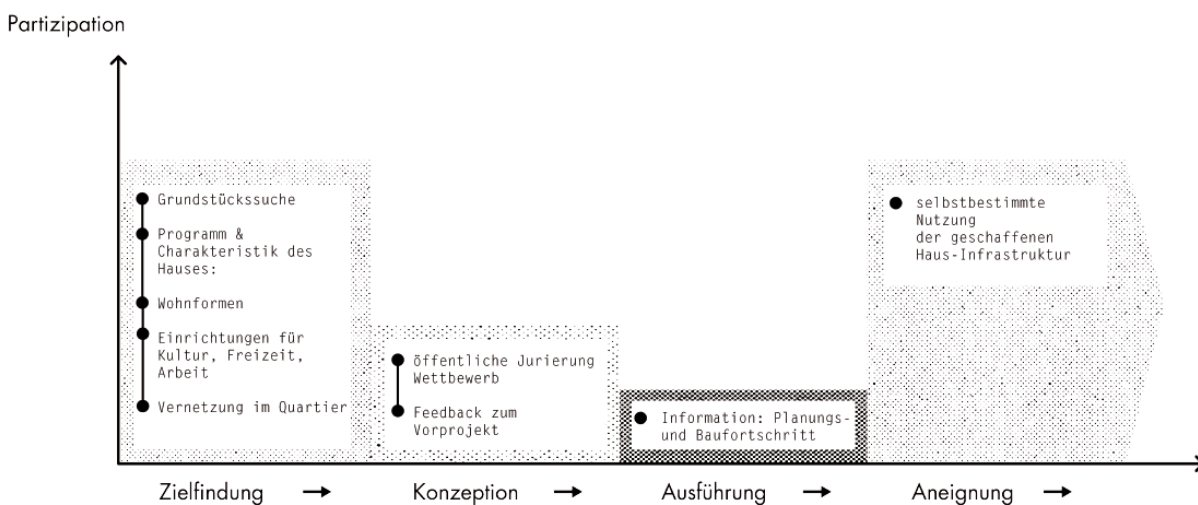 Partizipation
Grundstückssuche
Programm &
Charakteristik des
Hauses:
Wohnformen
Einrichtungen für
Kultur, Freizeit,
Arbeit
Vernetzung im Quartier
öffentliche Jurierung
Wettbewerb
Feedback zum
Vorprojekt
Information: Planungs-
und Baufortschritt
selbstbestimmte
Nutzung
der geschaffenen
Haus-Infrastruktur
Zielfindung → Konzeption → Ausführung → Aneignung →